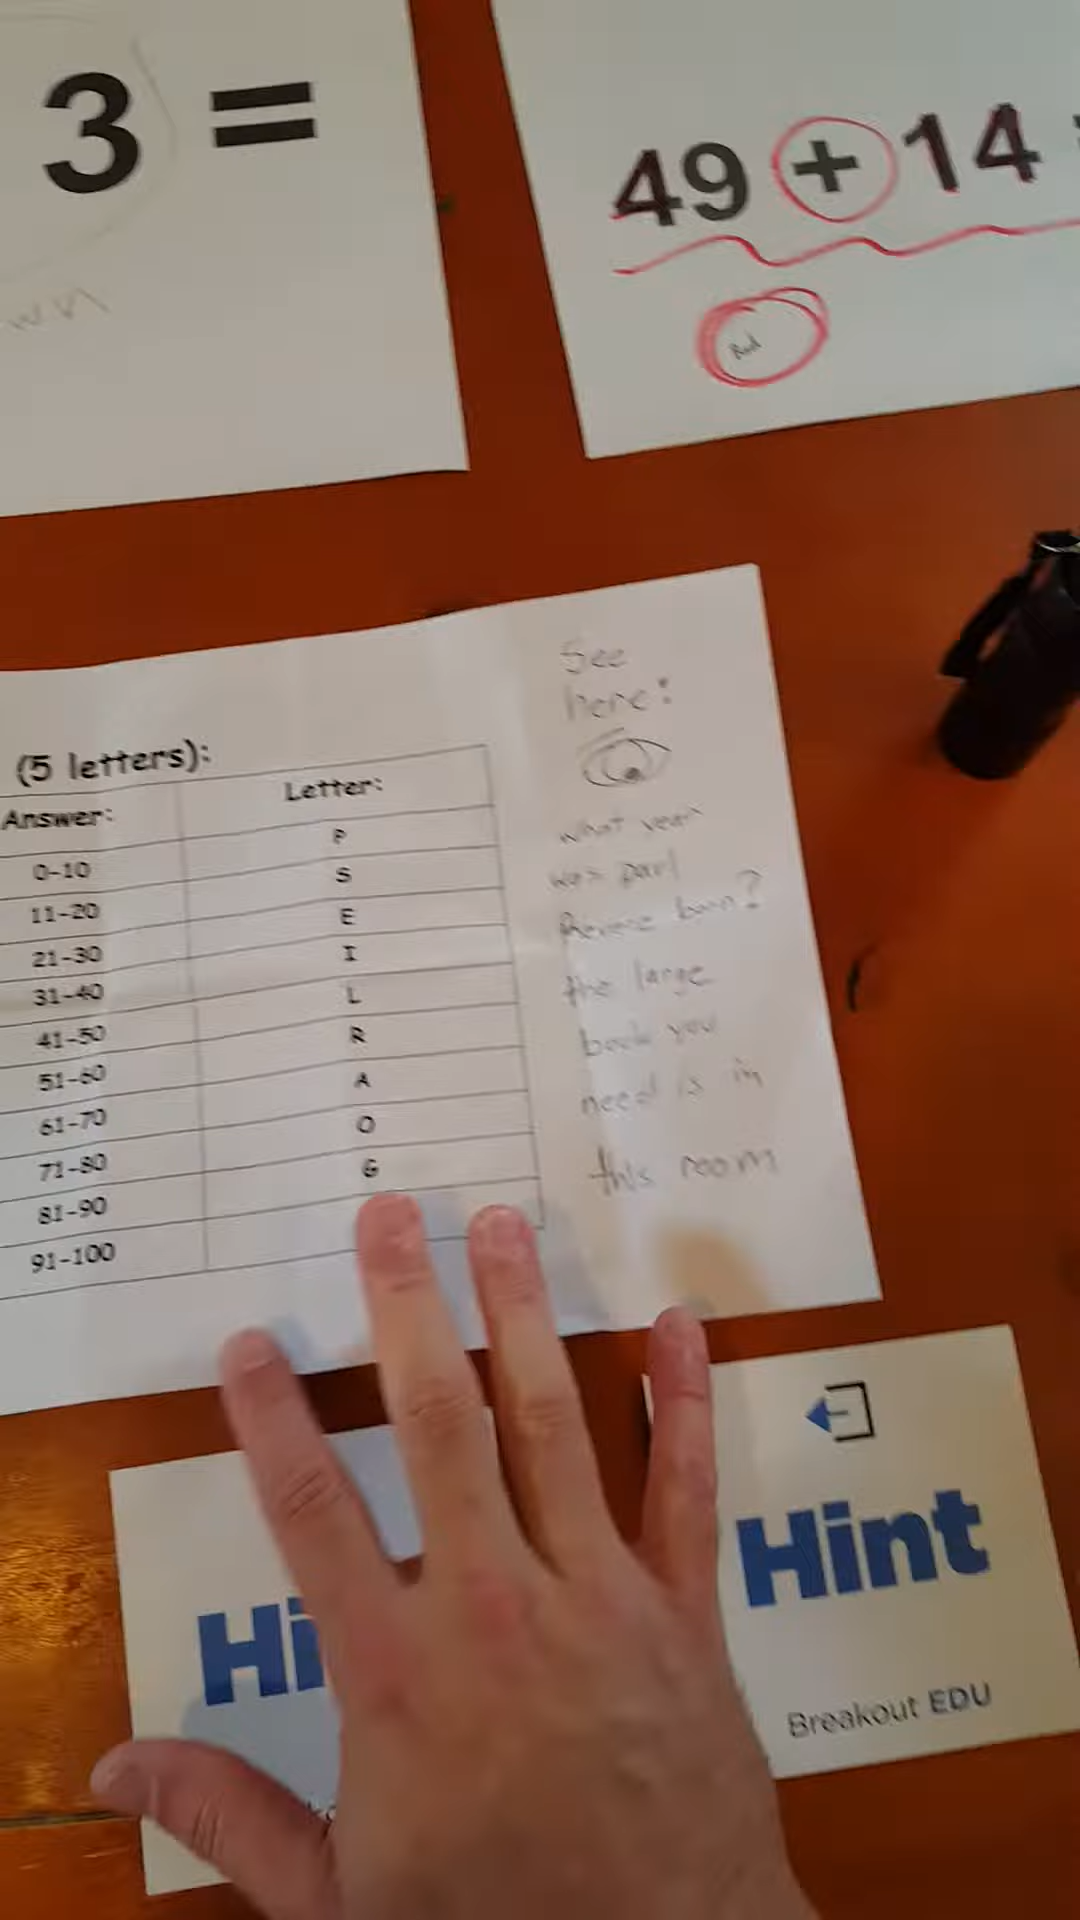 3 =
49 + 14
Red
(5 letters):
Answer: Letter:
0-10 P
11-20 S
21-30 E
31-40 I
41-50 L
51-60 R
61-70 A
71-80 O
81-90 G
91-100
See
here:
what year
was paul
Revere born?
the large
book you
need is in
this room
Hi
Hint
Breakout EDU